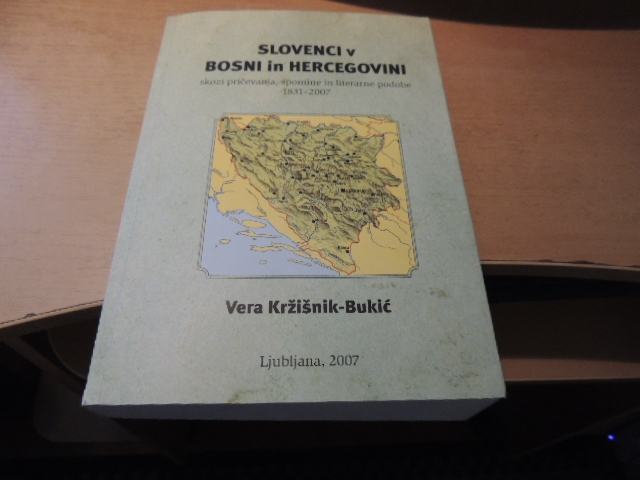 SLOVENCI v
BOSNI in HERCEGOVINI
skozi pričevanja, spomine in literarne podobe
1831–2007
Vera Kržišnik-Bukić
Ljubljana, 2007